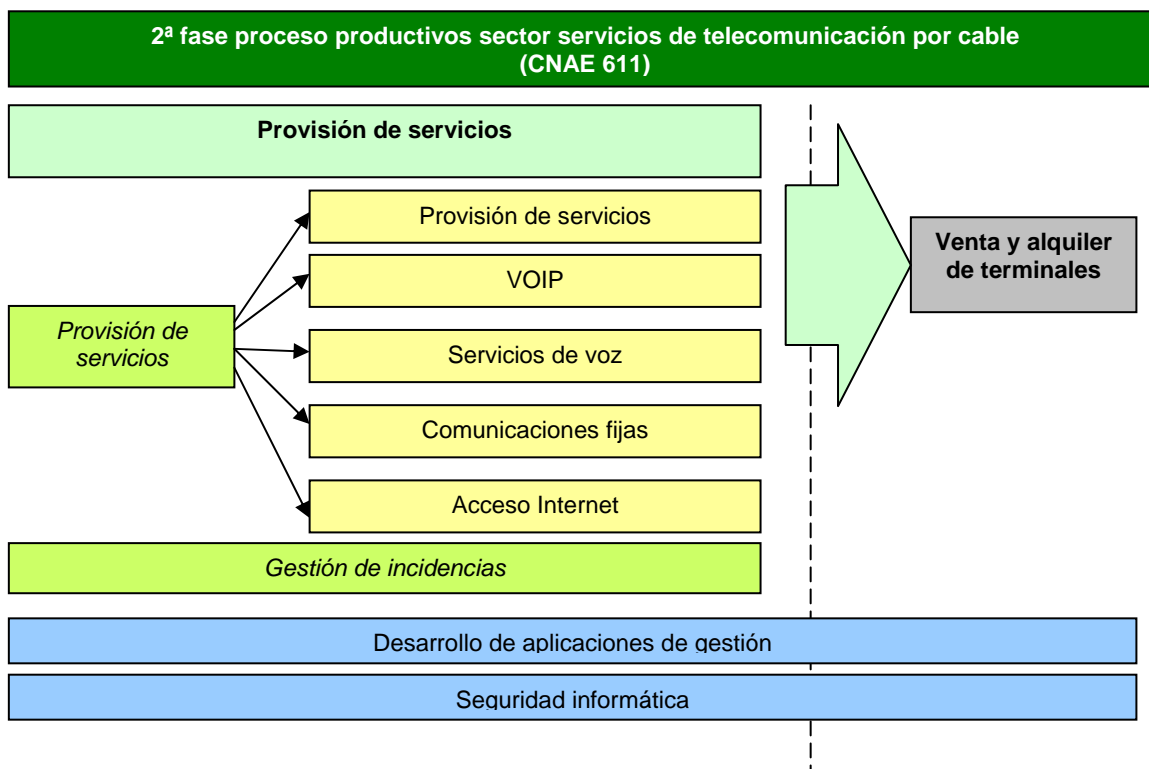 2ª fase proceso productivos sector servicios de telecomunicación por cable
(CNAE 611)
Provisión de servicios
Provisión de servicios
Venta y alquiler
de terminales
VOIP
Provisión de
servicios
Servicios de voz
Comunicaciones fijas
Acceso Internet
Gestión de incidencias
Desarrollo de aplicaciones de gestión
Seguridad informática